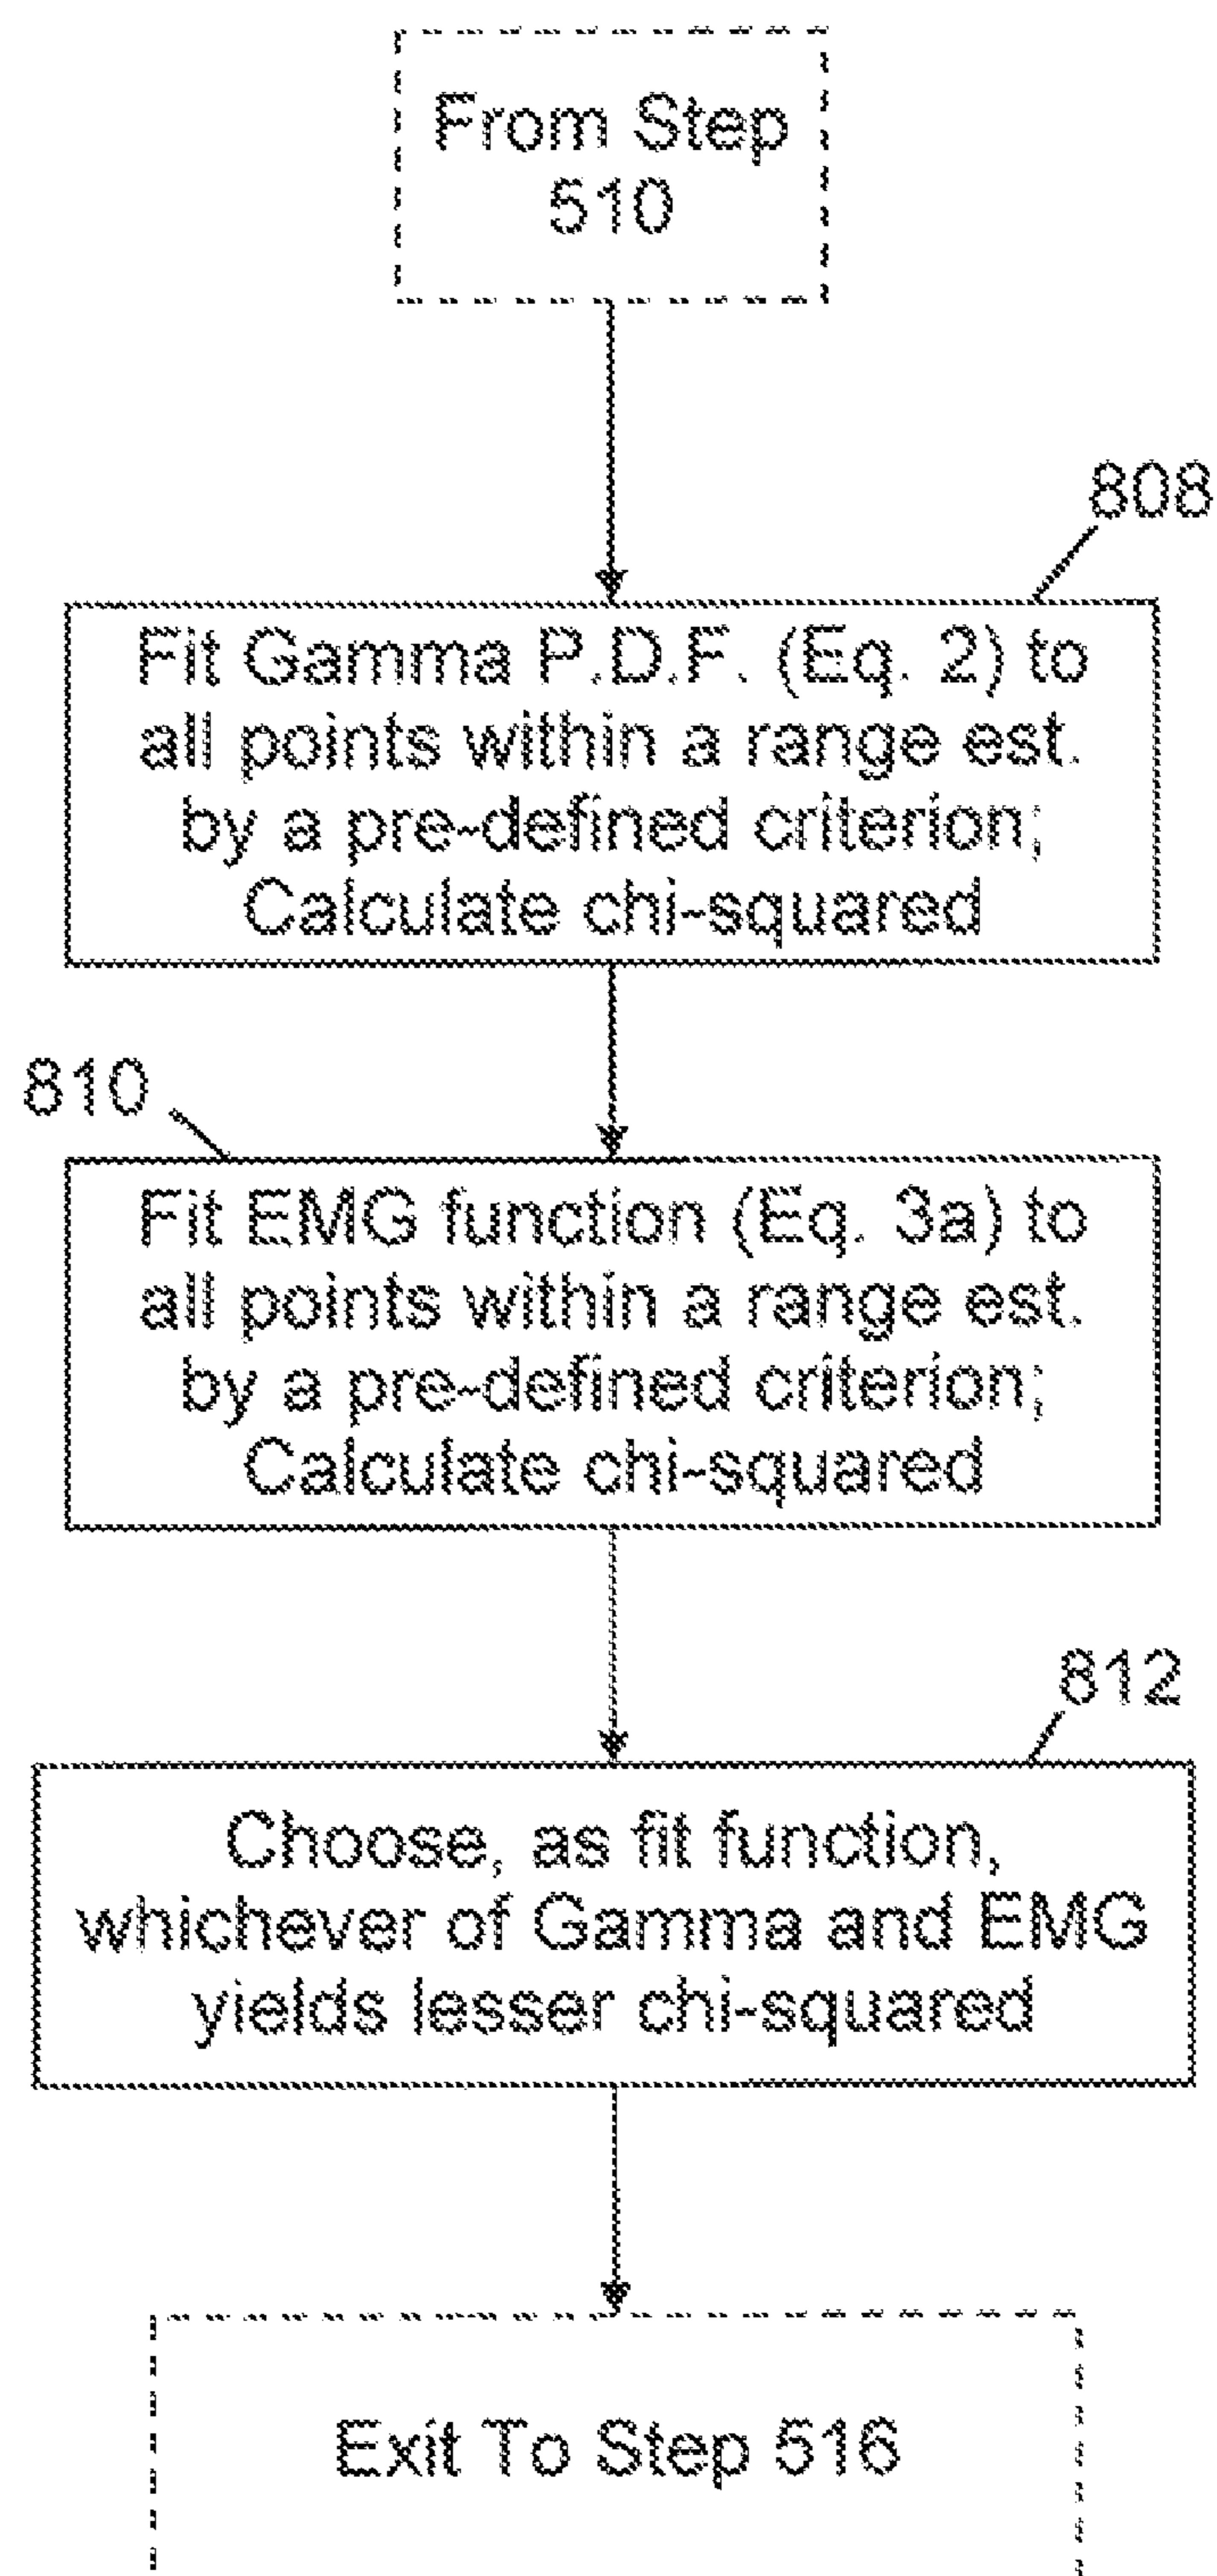 From Step
510
808
Fit Gamma P.D.F. (Eq. 2) to
all points within a range est.
by a pre-defined criterion;
Calculate chi-squared
810
Fit EMG function (Eq. 3a) to
all points within a range est.
by a pre-defined criterion;
Calculate chi-squared
812
Choose, as fit function,
whichever of Gamma and EMG
yields lesser chi-squared
Exit To Step 516